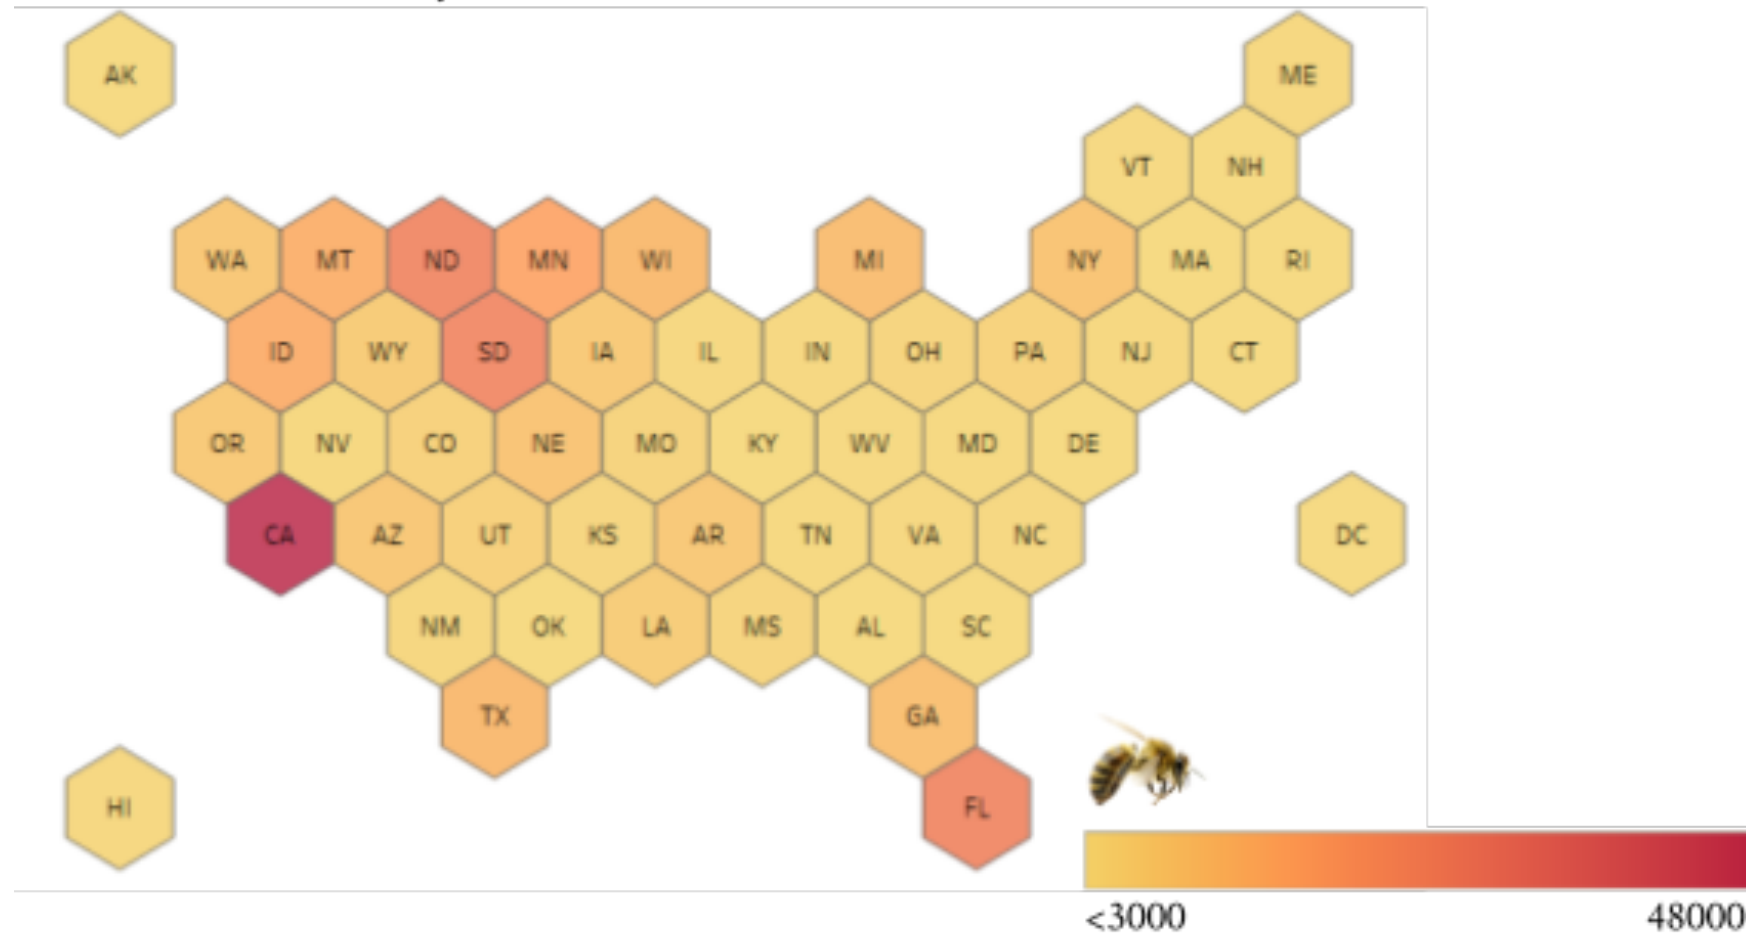 AK
ME
VT NH
WA MT ND MN WI MI NY MA RI
ID WY SD IA IL IN OH PA NJ CT
OR NV CO NE MO KY WV MD DE
CA AZ UT KS AR TN VA NC DC
NM OK LA MS AL SC
TX GA
HI FL
<3000 48000